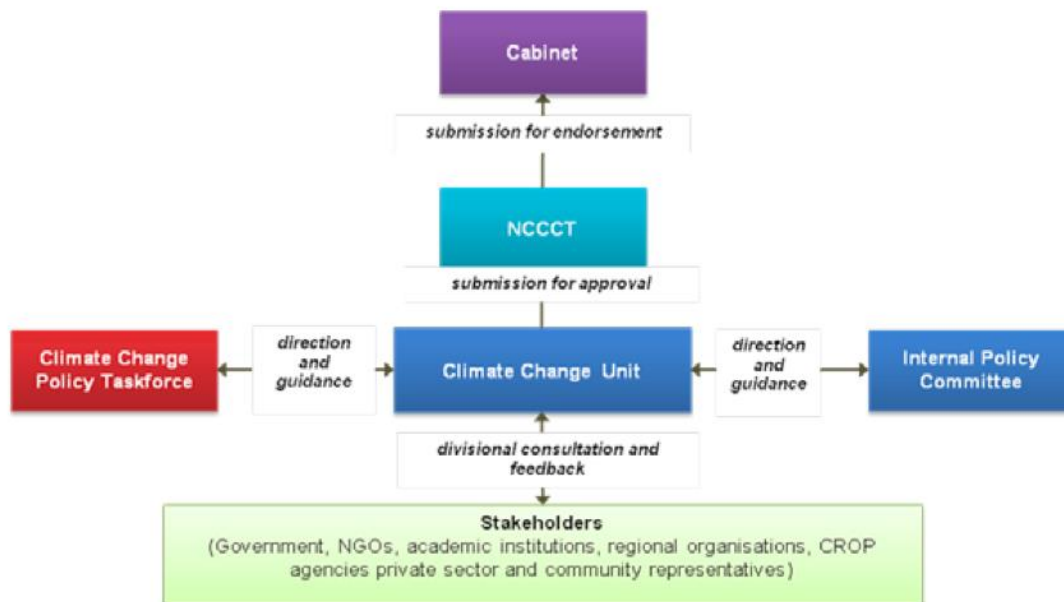 Cabinet
submission for endorsement
NCCCT
submission for approval
Climate Change
Policy Taskforce
direction
and
guidance
Climate Change Unit
direction
and
guidance
Internal Policy
Committee
divisional consultation and
feedback
Stakeholders
(Government, NGOs, academic institutions, regional organisations, CROP
agencies private sector and community representatives)